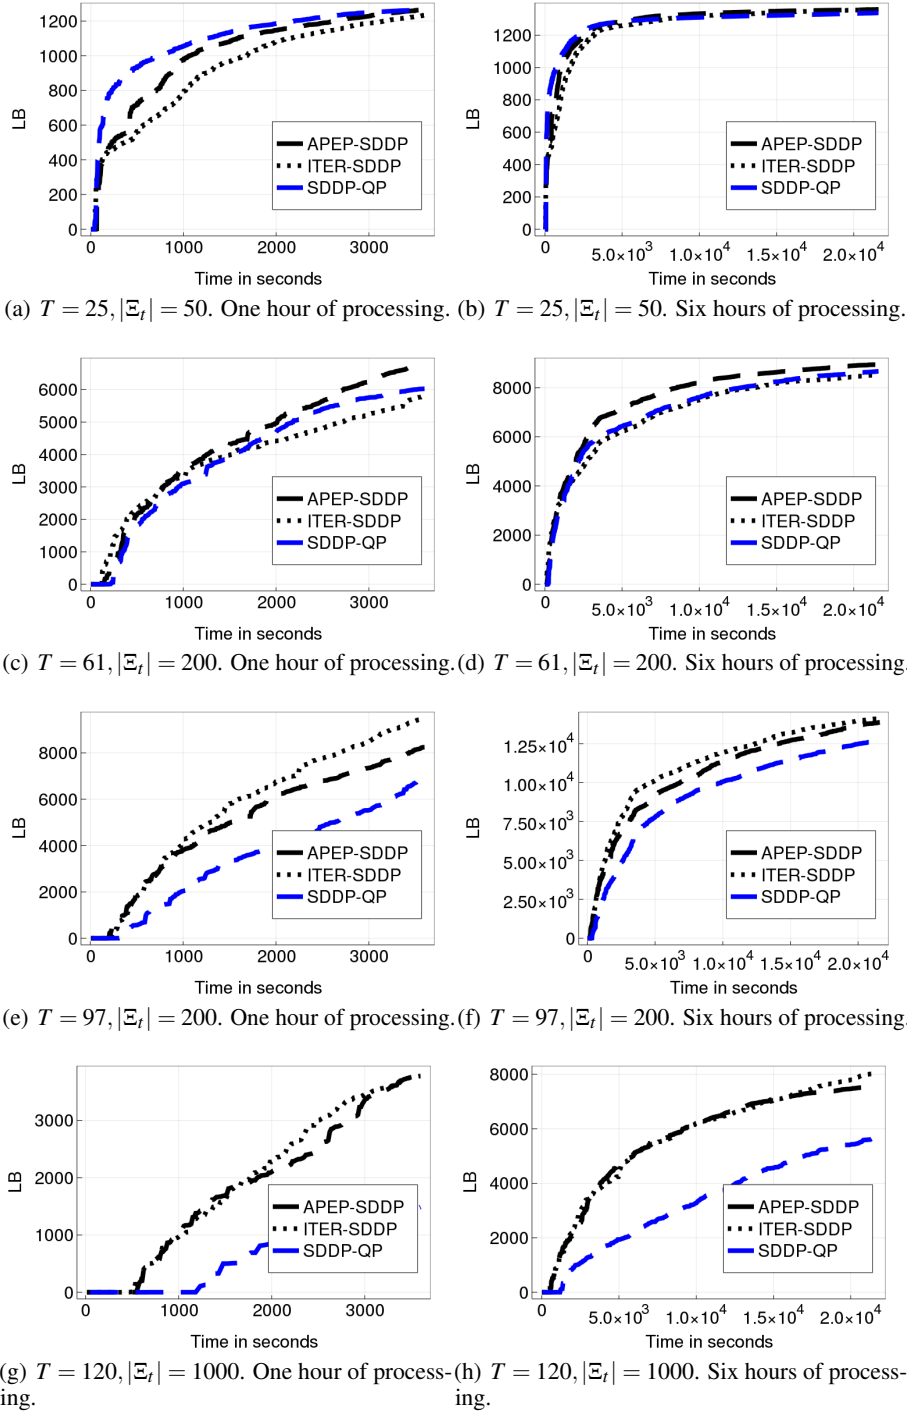 1200
1000
800
600
400
200
0
LB
APEP-SDDP
ITER-SDDP
SDDP-QP
0 1000 2000 3000
Time in seconds
(a) T = 25, |Ξt| = 50. One hour of processing.
1200
1000
800
600
400
200
0
LB
APEP-SDDP
ITER-SDDP
SDDP-QP
0 5.0×10³ 1.0×10⁴ 1.5×10⁴ 2.0×10⁴
Time in seconds
(b) T = 25, |Ξt| = 50. Six hours of processing.
6000
5000
4000
3000
2000
1000
0
LB
APEP-SDDP
ITER-SDDP
SDDP-QP
0 1000 2000 3000
Time in seconds
(c) T = 61, |Ξt| = 200. One hour of processing.
8000
6000
4000
2000
0
LB
APEP-SDDP
ITER-SDDP
SDDP-QP
0 5.0×10³ 1.0×10⁴ 1.5×10⁴ 2.0×10⁴
Time in seconds
(d) T = 61, |Ξt| = 200. Six hours of processing.
8000
6000
4000
2000
0
LB
APEP-SDDP
ITER-SDDP
SDDP-QP
0 1000 2000 3000
Time in seconds
(e) T = 97, |Ξt| = 200. One hour of processing.
1.25×10⁴
1.00×10⁴
7.50×10³
5.00×10³
2.50×10³
0
LB
APEP-SDDP
ITER-SDDP
SDDP-QP
0 5.0×10³ 1.0×10⁴ 1.5×10⁴ 2.0×10⁴
Time in seconds
(f) T = 97, |Ξt| = 200. Six hours of processing.
3000
2000
1000
0
LB
APEP-SDDP
ITER-SDDP
SDDP-QP
0 1000 2000 3000
Time in seconds
(g) T = 120, |Ξt| = 1000. One hour of process-
ing.
8000
6000
4000
2000
0
LB
APEP-SDDP
ITER-SDDP
SDDP-QP
0 5.0×10³ 1.0×10⁴ 1.5×10⁴ 2.0×10⁴
Time in seconds
(h) T = 120, |Ξt| = 1000. Six hours of process-
ing.